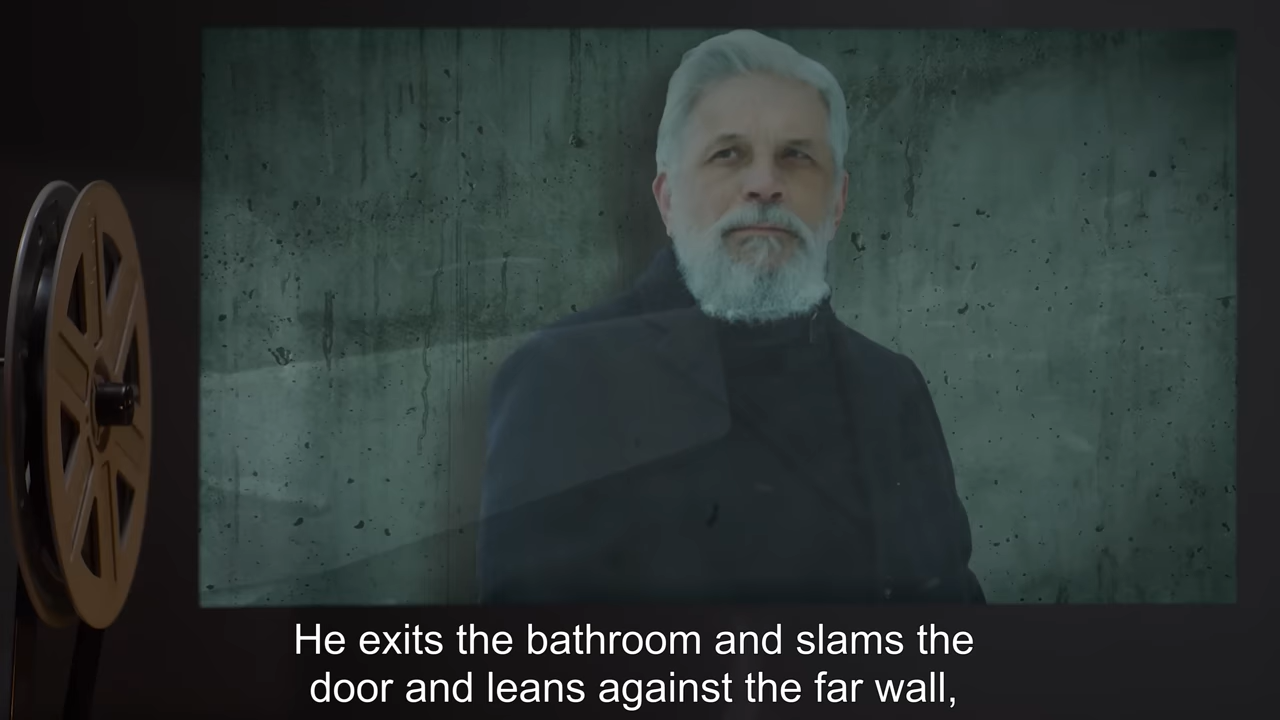 He exits the bathroom and slams the
door and leans against the far wall,